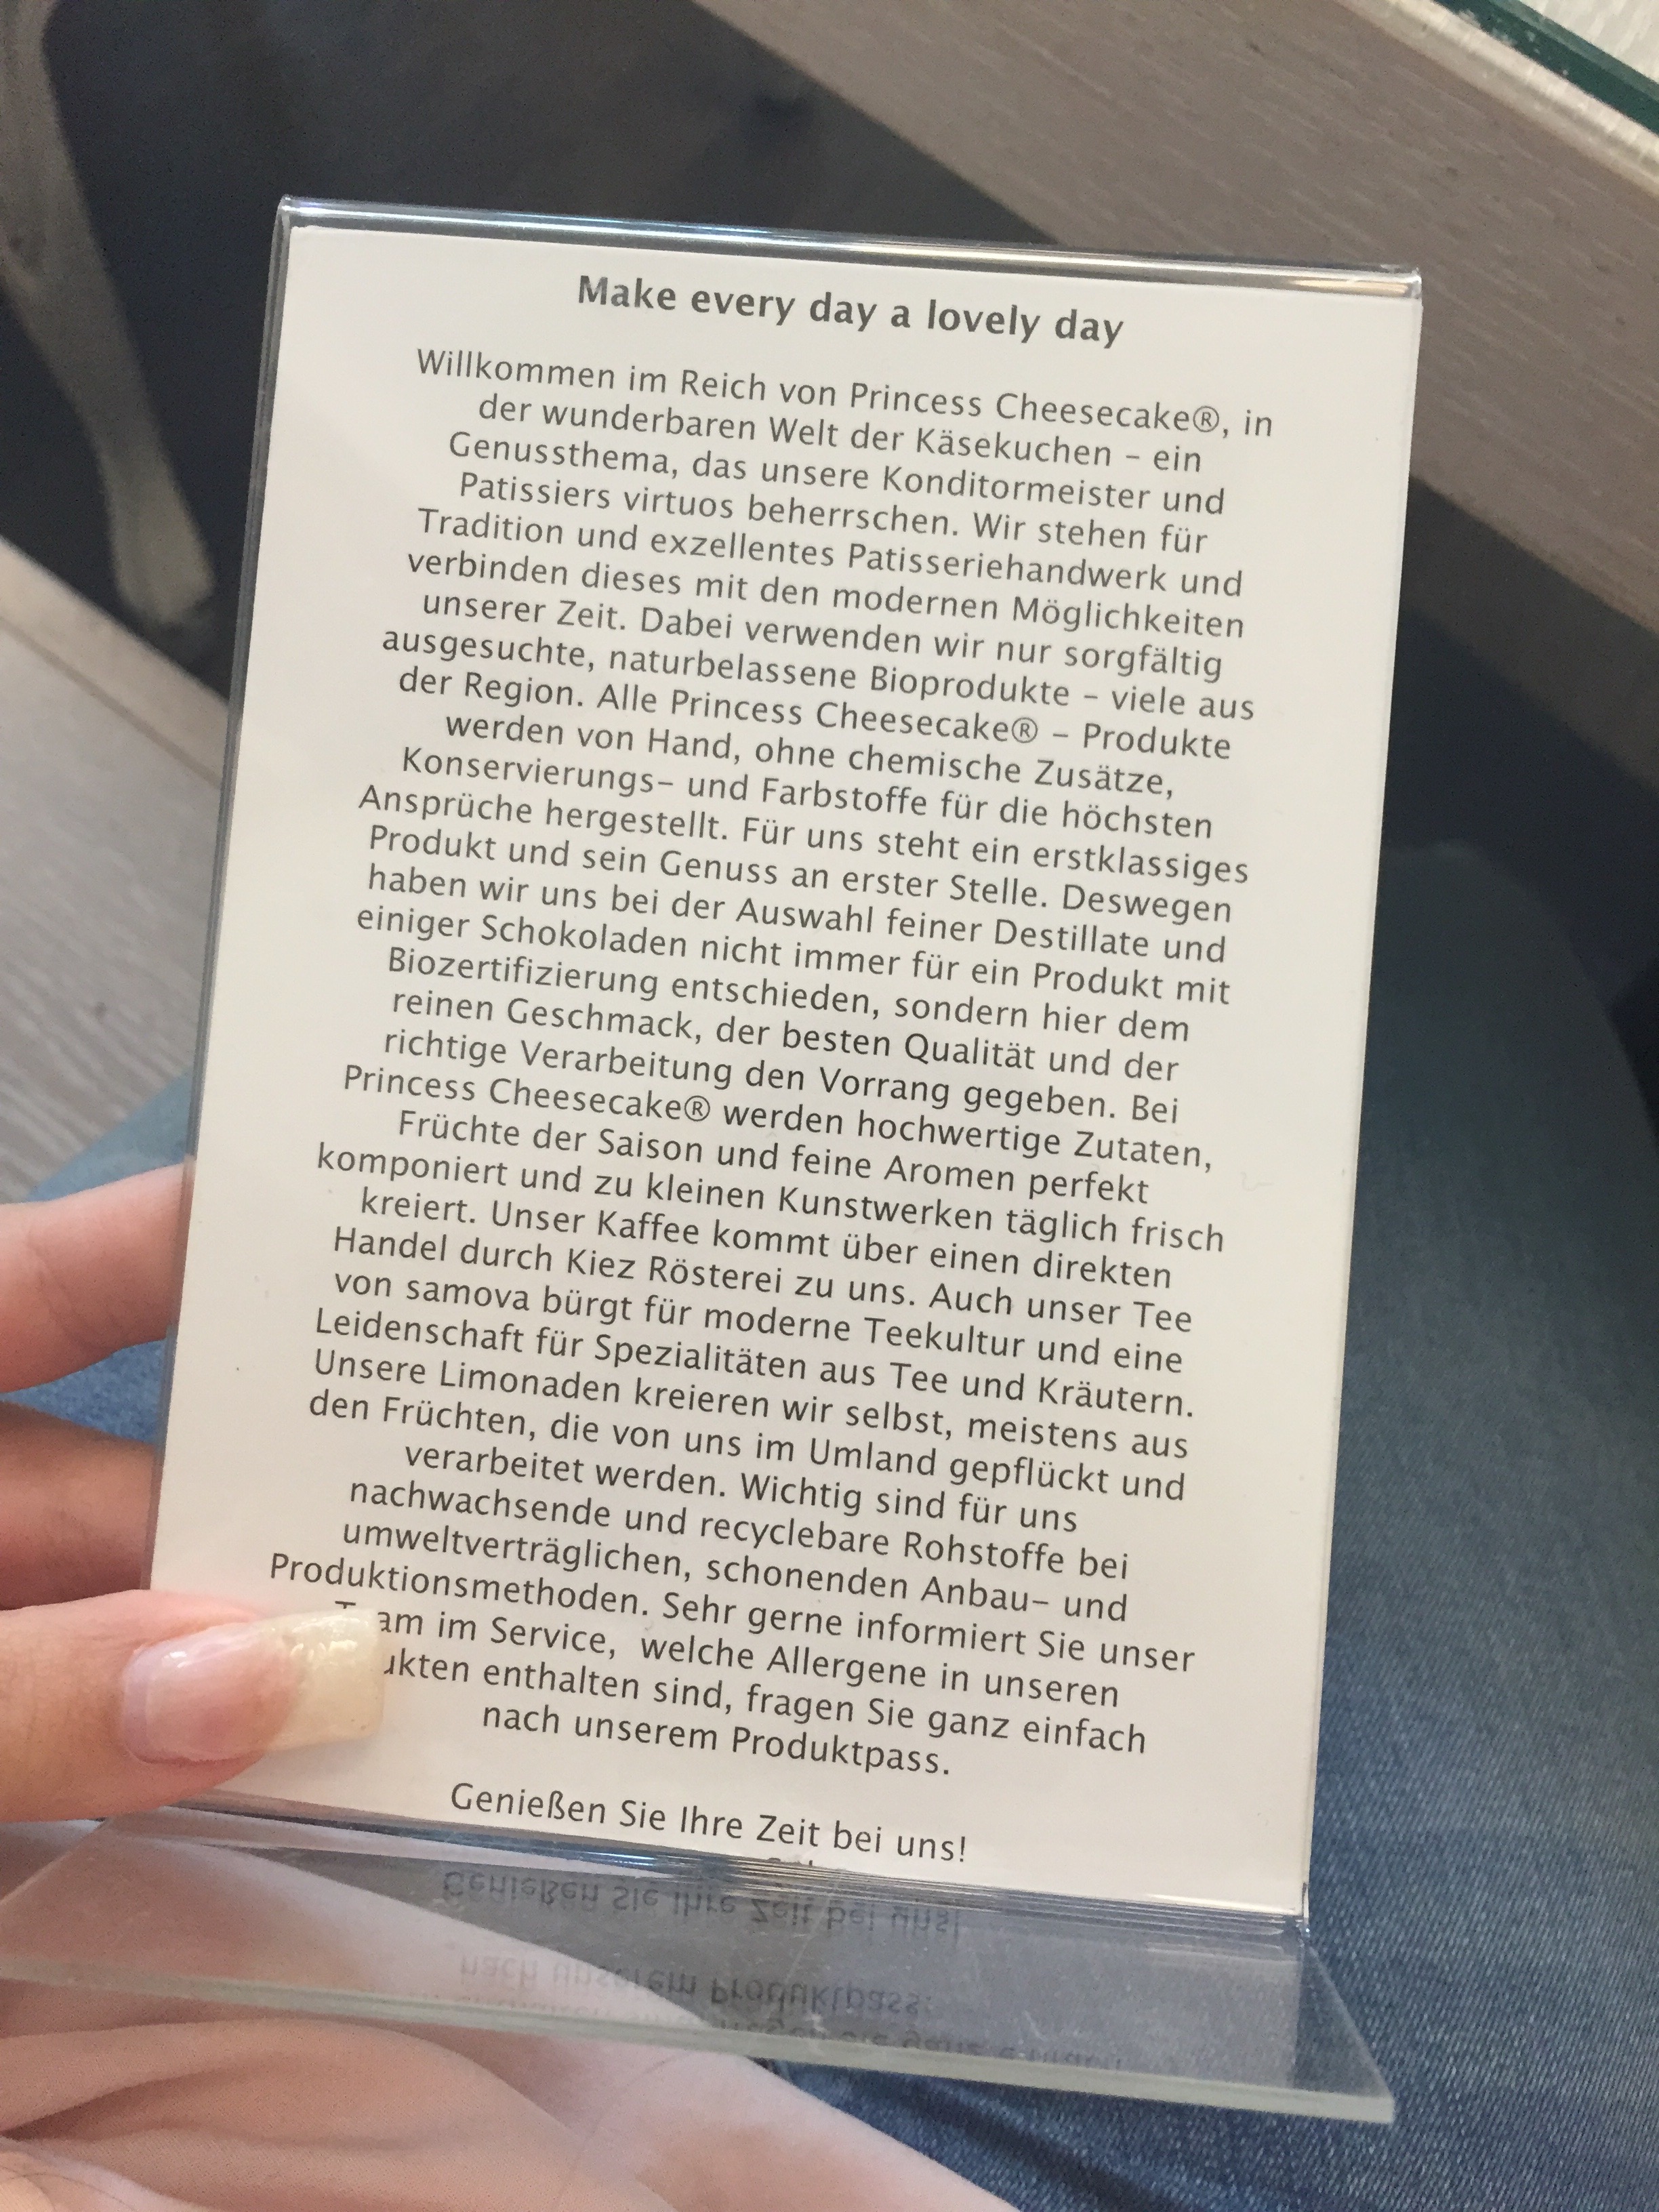 Make every day a lovely day
Willkommen im Reich von Princess Cheesecake®, in
der wunderbaren Welt der Käsekuchen – ein
Genussthema, das unsere Konditormeister und
Patissiers virtuos beherrschen. Wir stehen für
Tradition und exzellentes Patisseriehandwerk und
verbinden dieses mit den modernen Möglichkeiten
unserer Zeit. Dabei verwenden wir nur sorgfältig
ausgesuchte, naturbelassene Bioprodukte – viele aus
der Region. Alle Princess Cheesecake® – Produkte
werden von Hand, ohne chemische Zusätze,
Konservierungs– und Farbstoffe für die höchsten
Ansprüche hergestellt. Für uns steht ein erstklassiges
Produkt und sein Genuss an erster Stelle. Deswegen
haben wir uns bei der Auswahl feiner Destillate und
einiger Schokoladen nicht immer für ein Produkt mit
Biozertifizierung entschieden, sondern hier dem
reinen Geschmack, der besten Qualität und der
richtige Verarbeitung den Vorrang gegeben. Bei
Princess Cheesecake® werden hochwertige Zutaten,
Früchte der Saison und feine Aromen perfekt
komponiert und zu kleinen Kunstwerken täglich frisch
kreiert. Unser Kaffee kommt über einen direkten
Handel durch Kiez Rösterei zu uns. Auch unser Tee
von samova bürgt für moderne Teekultur und eine
Leidenschaft für Spezialitäten aus Tee und Kräutern.
Unsere Limonaden kreieren wir selbst, meistens aus
den Früchten, die von uns im Umland gepflückt und
verarbeitet werden. Wichtig sind für uns
nachwachsende und recyclebare Rohstoffe bei
umweltverträglichen, schonenden Anbau– und
Produktionsmethoden. Sehr gerne informiert Sie unser
Team im Service, welche Allergene in unseren
ukten enthalten sind, fragen Sie ganz einfach
nach unserem Produktpass.
Genießen Sie Ihre Zeit bei uns!